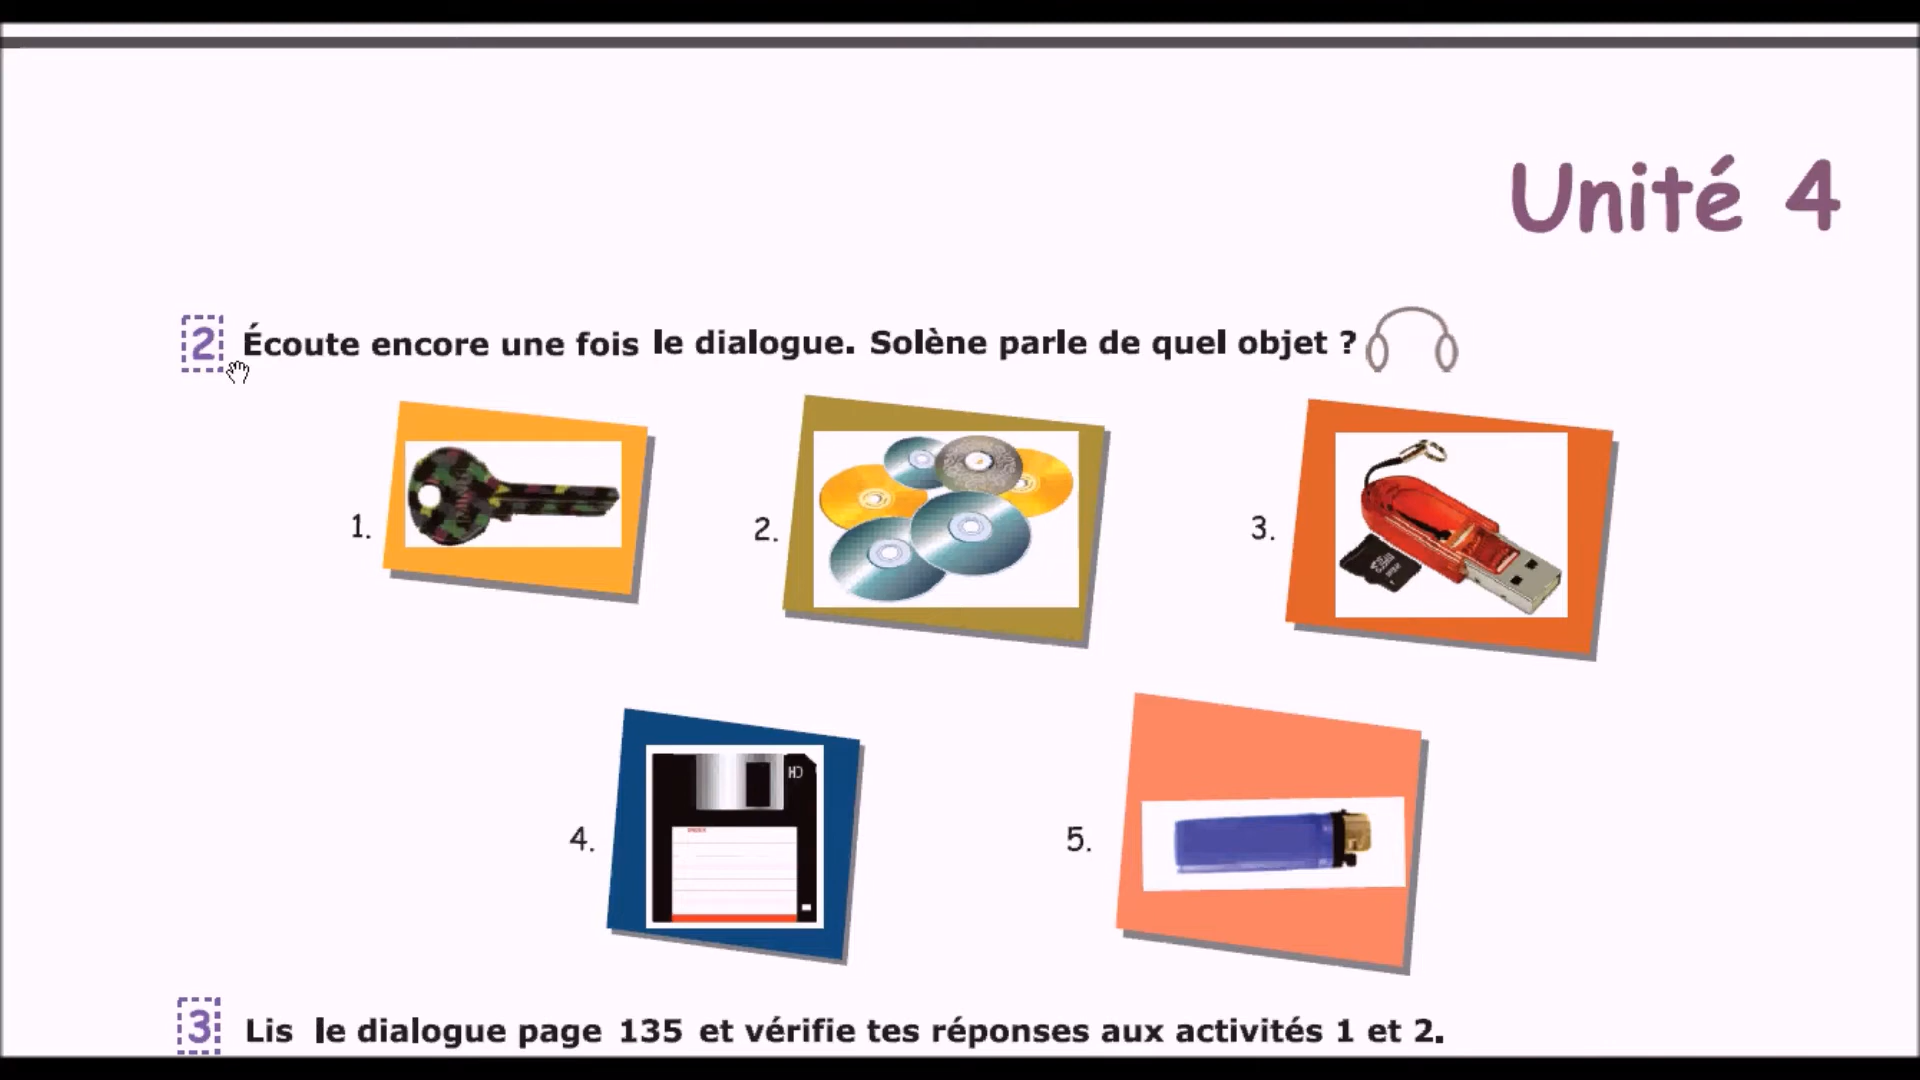 Unité 4
2 Écoute encore une fois le dialogue. Solène parle de quel objet ?
1.
2.
3.
HD
4.
5.
3 Lis le dialogue page 135 et vérifie tes réponses aux activités 1 et 2.